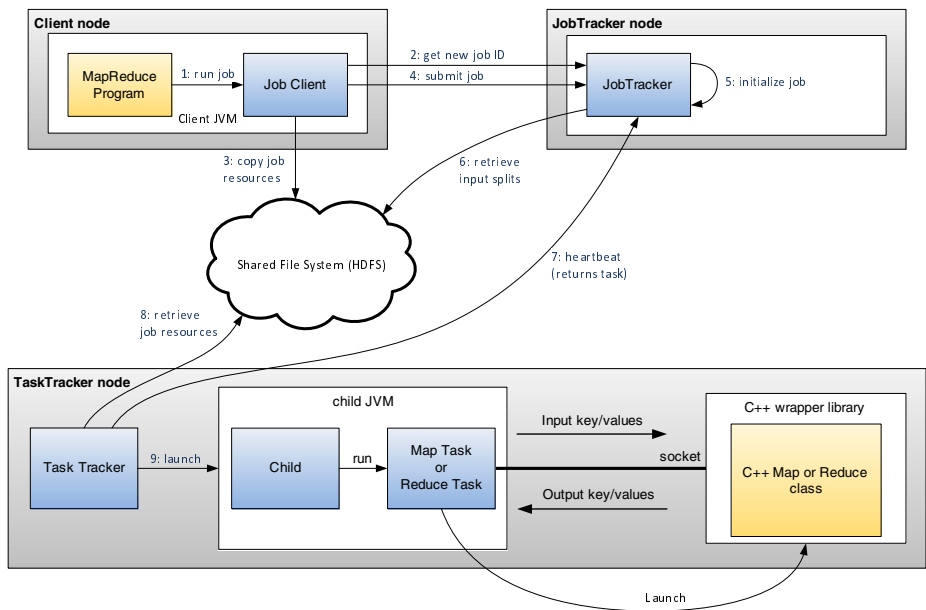 Client node
JobTracker node
MapReduce
Program
1: run job
Job Client
Client JVM
2: get new job ID
4: submit job
JobTracker
5: initialize job
3: copy job
resources
6: retrieve
input splits
Shared File System (HDFS)
7: heartbeat
(returns task)
8: retrieve
job resources
TaskTracker node
child JVM
Task Tracker
9: launch
Child
run
Map Task
or
Reduce Task
Input key/values
socket
Output key/values
C++ wrapper library
C++ Map or Reduce
class
Launch